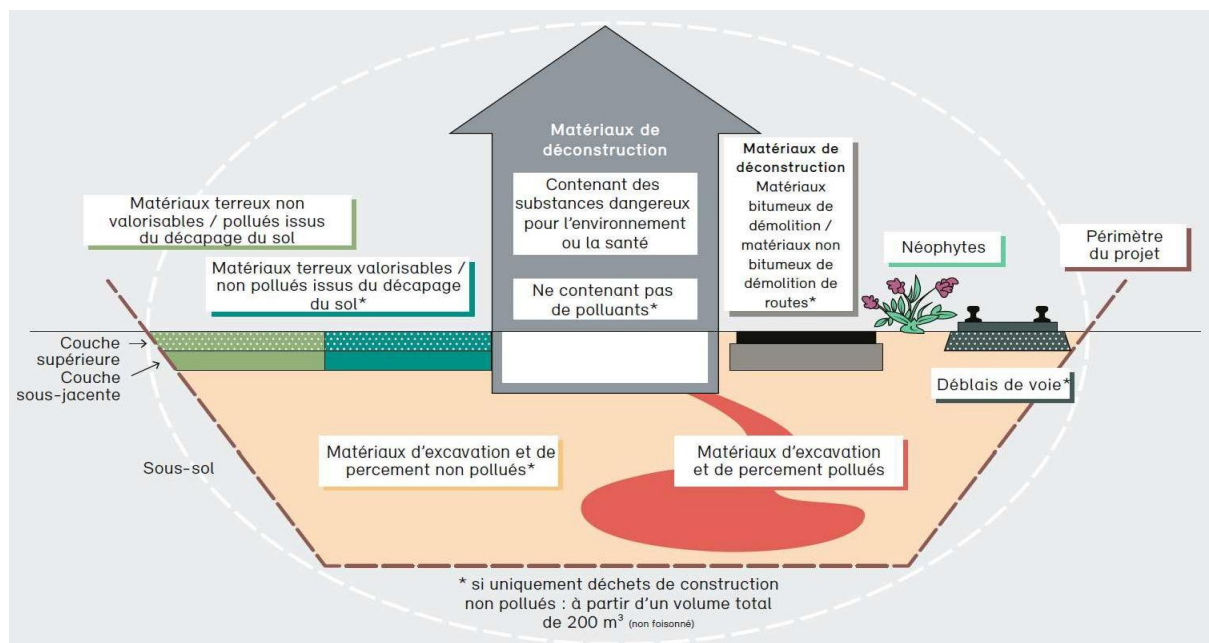 Matériaux de
déconstruction
Contenant des
substances dangereux
pour l'environnement
ou la santé
Ne contenant pas
de polluants*
Matériaux de
déconstruction
Matériaux
bitumeux de
démolition /
matériaux non
bitumeux de
démolition de
routes*
Matériaux terreux non
valorisables / pollués issus
du décapage du sol
Matériaux terreux valorisables /
non pollués issus du décapage
du sol*
Néophytes
Périmètre
du projet
Couche
supérieure
Couche
sous-jacente
Déblais de voie*
Sous-sol
Matériaux d'excavation et de
percement non pollués*
Matériaux d'excavation
et de percement pollués
* si uniquement déchets de construction
non pollués : à partir d'un volume total
de 200 m³ (non foisonné)